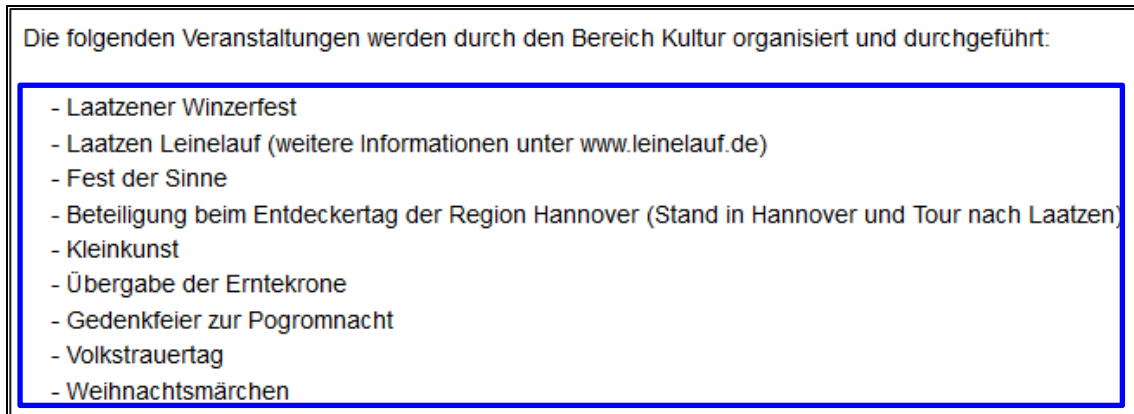 Die folgenden Veranstaltungen werden durch den Bereich Kultur organisiert und durchgeführt:
- Laatzener Winzerfest
- Laatzen Leinelauf (weitere Informationen unter www.leinelauf.de)
- Fest der Sinne
- Beteiligung beim Entdeckertag der Region Hannover (Stand in Hannover und Tour nach Laatzen)
- Kleinkunst
- Übergabe der Erntekrone
- Gedenkfeier zur Pogromnacht
- Volkstrauertag
- Weihnachtsmärchen